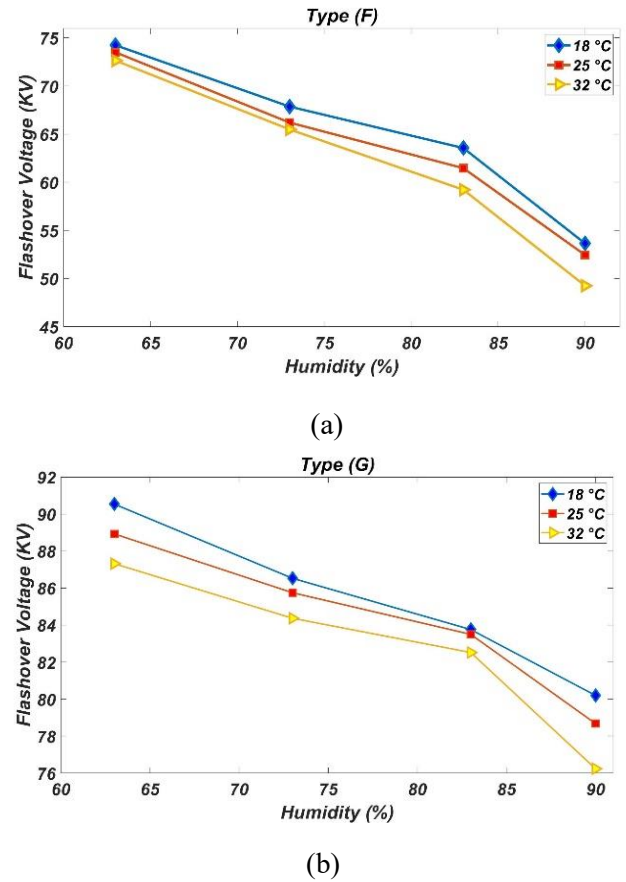 Type (F)
75
70
65
60
55
50
45
Flashover Voltage (KV)
18 °C
25 °C
32 °C
60 65 70 75 80 85 90
Humidity (%)
(a)
Type (G)
92
90
88
86
84
82
80
78
76
Flashover Voltage (KV)
18 °C
25 °C
32 °C
60 65 70 75 80 85 90
Humidity (%)
(b)